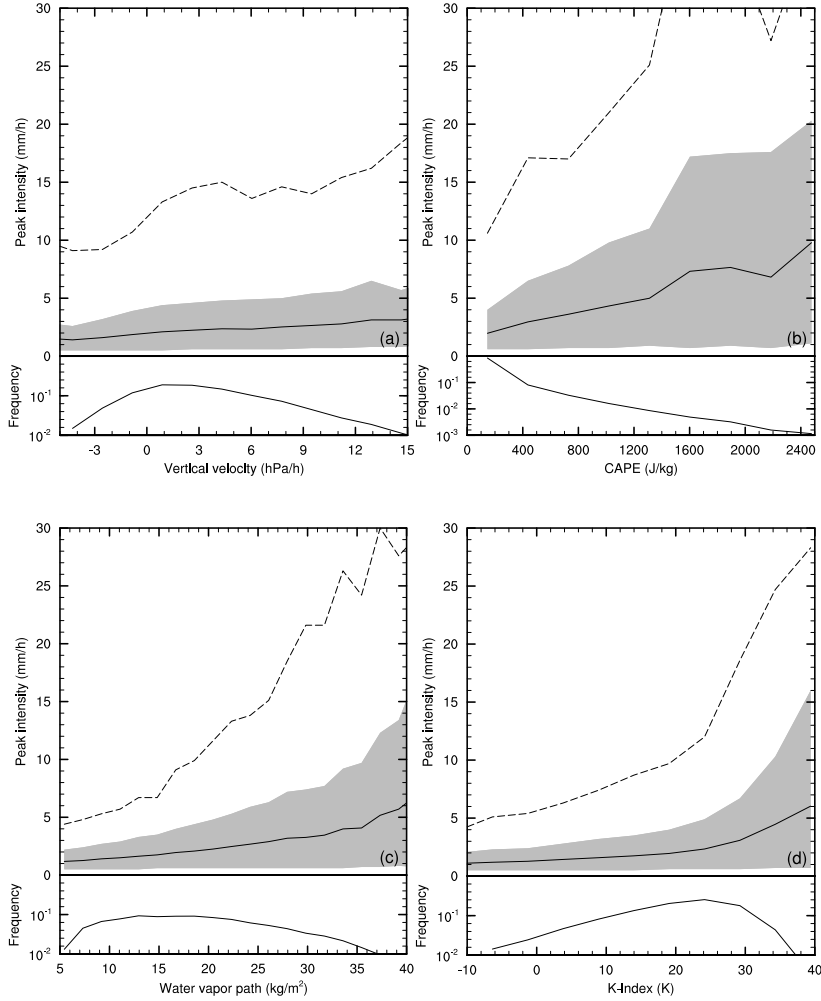 30
25
20
15
10
5
0
Peak intensity (mm/h)
(a)
10-1
10-2
Frequency
-3 0 3 6 9 12 15
Vertical velocity (hPa/h)
30
25
20
15
10
5
0
Peak intensity (mm/h)
(b)
10-1
10-2
10-3
Frequency
0 400 800 1200 1600 2000 2400
CAPE (J/kg)
30
25
20
15
10
5
0
Peak intensity (mm/h)
(c)
10-1
10-2
Frequency
5 10 15 20 25 30 35 40
Water vapor path (kg/m2)
30
25
20
15
10
5
0
Peak intensity (mm/h)
(d)
10-1
10-2
Frequency
-10 0 10 20 30 40
K-Index (K)